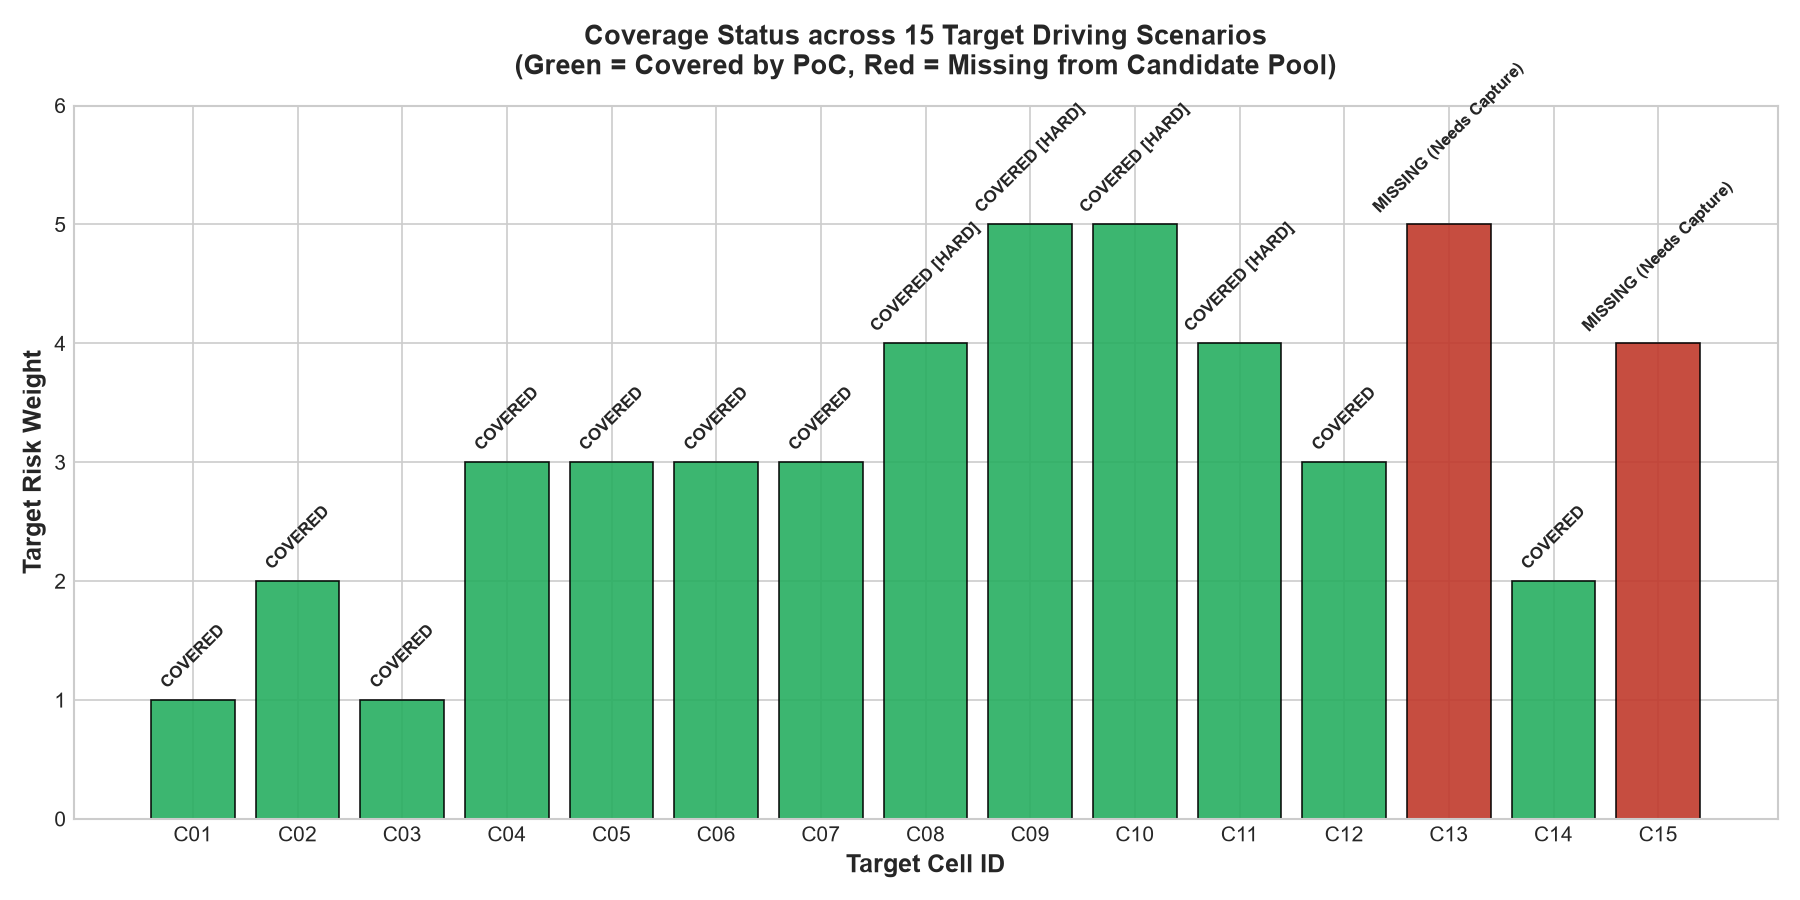 Coverage Status across 15 Target Driving Scenarios
(Green = Covered by PoC, Red = Missing from Candidate Pool)
Target Risk Weight
6
5
4
3
2
1
0
COVERED
COVERED
COVERED
COVERED
COVERED
COVERED
COVERED
COVERED [HARD]
COVERED [HARD]
COVERED [HARD]
COVERED [HARD]
COVERED
MISSING (Needs Capture)
COVERED
MISSING (Needs Capture)
C01
C02
C03
C04
C05
C06
C07
C08
C09
C10
C11
C12
C13
C14
C15
Target Cell ID